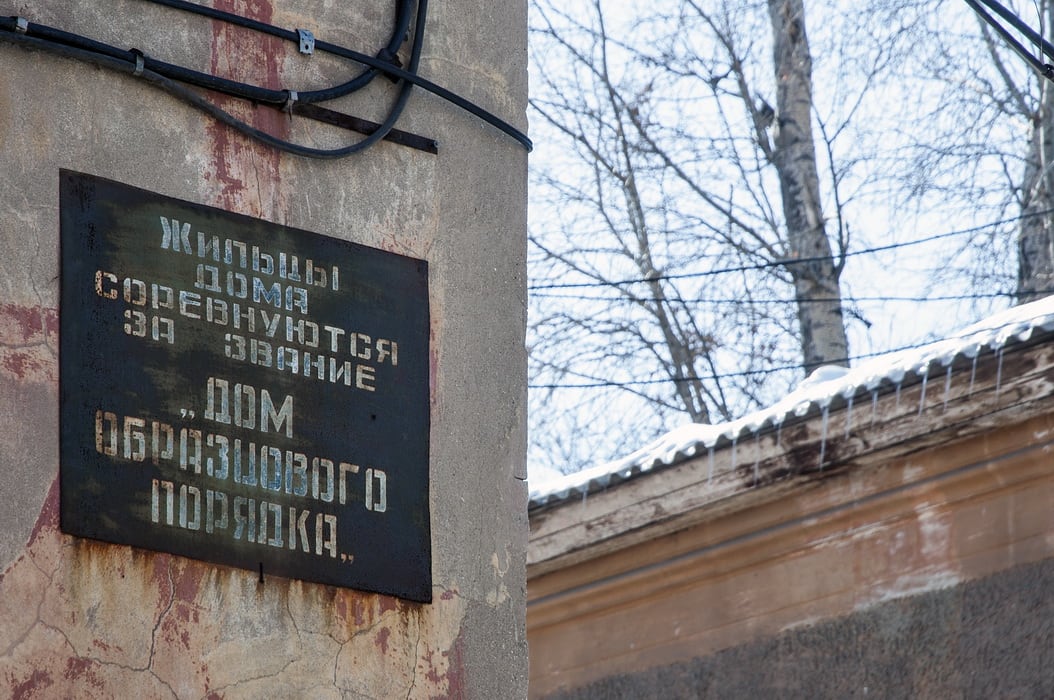 Жильцы
дома
соревнуются
за звание
„Дом
образцового
порядка„